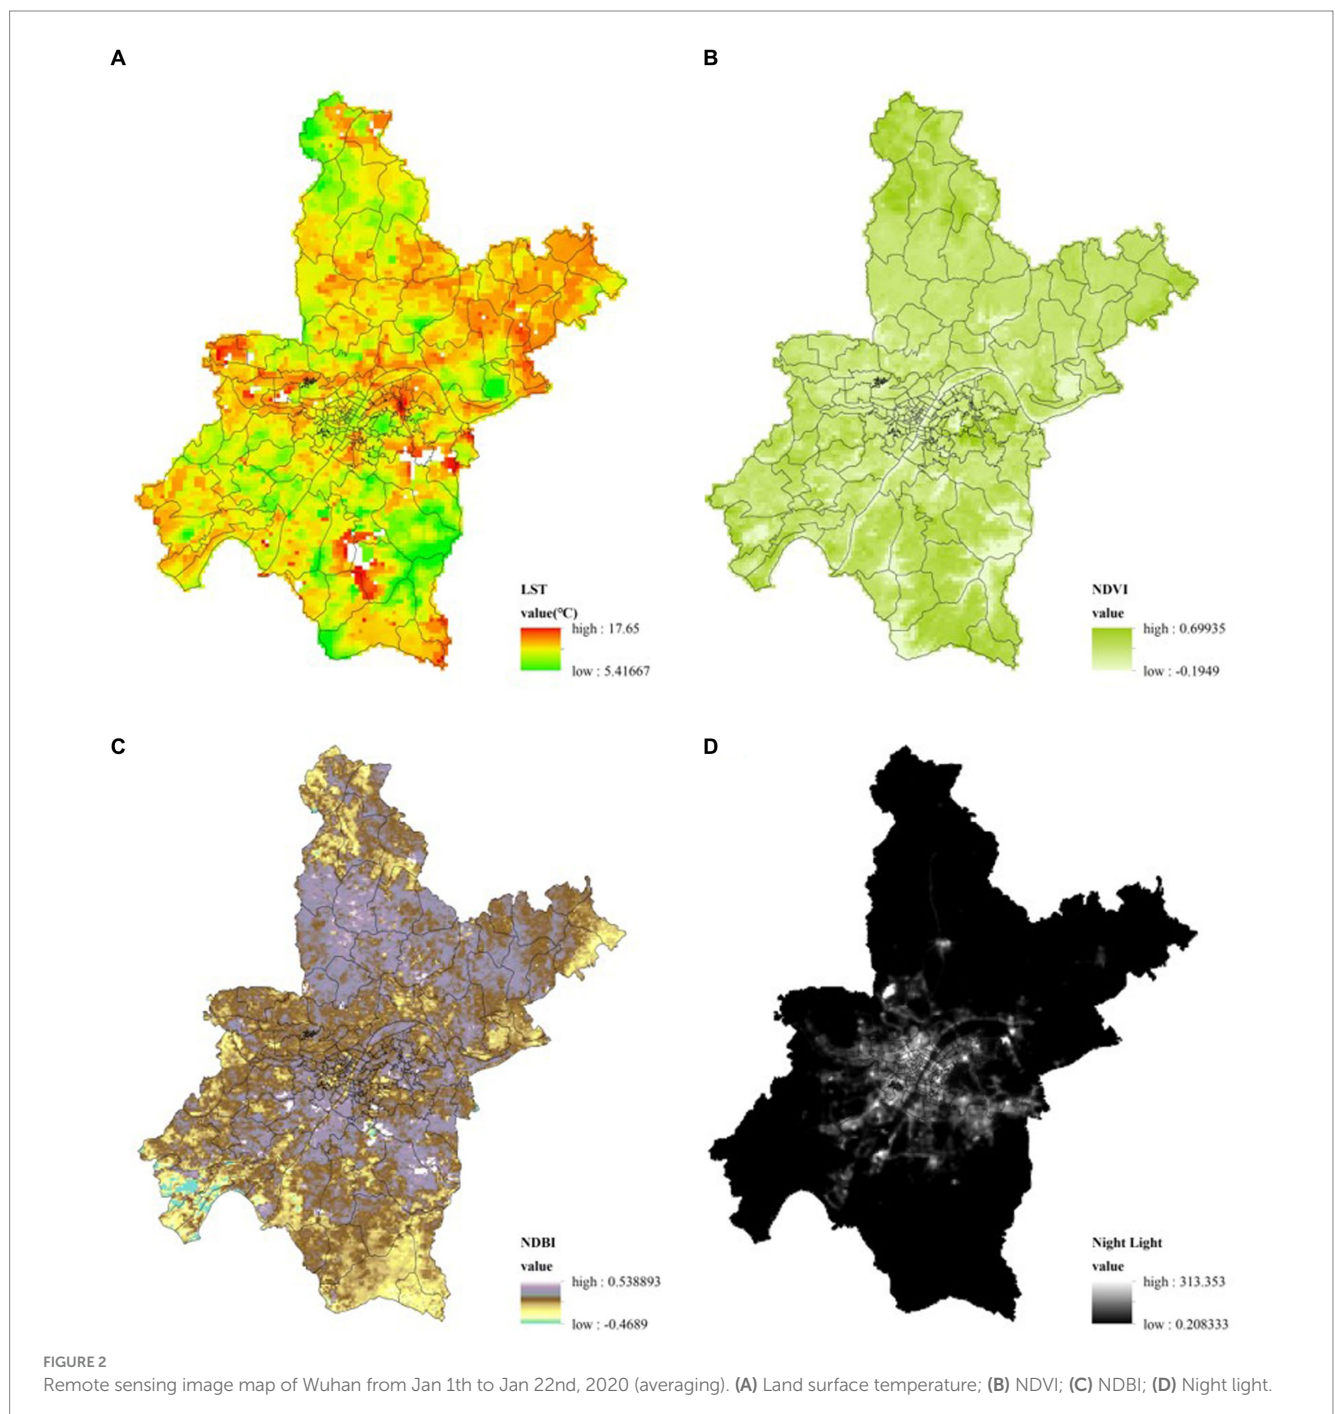 A
B
LST
value(°C)
high : 17.65
low : 5.41667
NDVI
value
high : 0.69935
low : -0.1949
C
D
NDBI
value
high : 0.538893
low : -0.4689
Night Light
value
high : 313.353
low : 0.208333
FIGURE 2
Remote sensing image map of Wuhan from Jan 1th to Jan 22nd, 2020 (averaging). (A) Land surface temperature; (B) NDVI; (C) NDBI; (D) Night light.